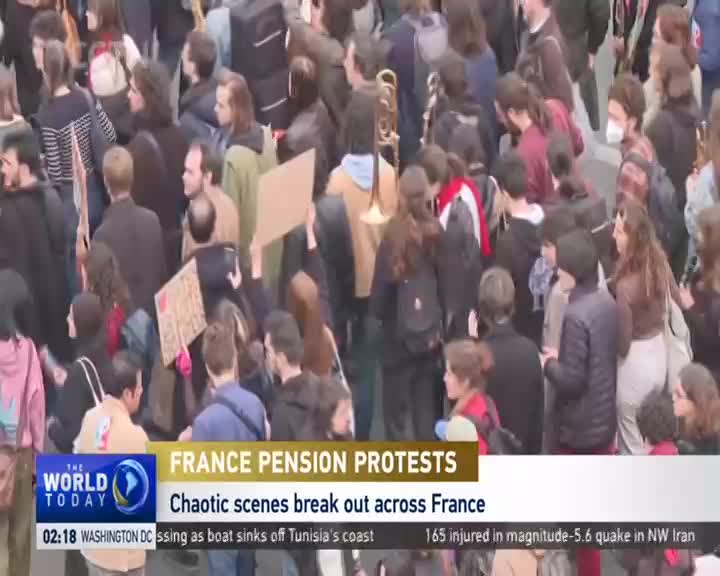 FRANCE PENSION PROTESTS
THE
WORLD
TODAY
Chaotic scenes break out across France
02:18 WASHINGTON DC
ssing as boat sinks off Tunisia's coast 165 injured in magnitude-5.6 quake in NW Iran